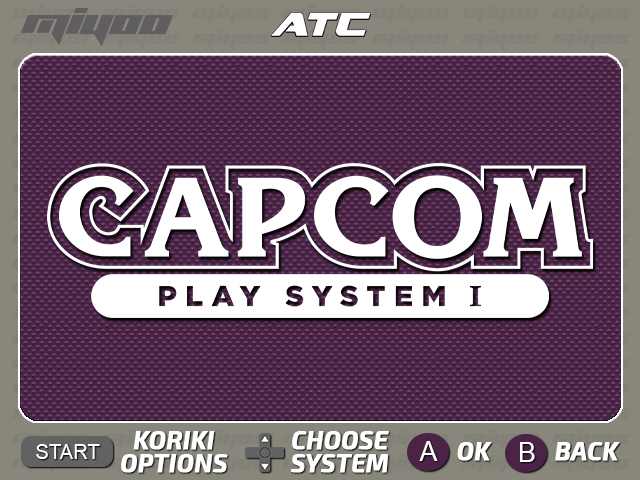 miyoo
ATC
CAPCOM
PLAY SYSTEM I
START
KORIKI
OPTIONS
CHOOSE
SYSTEM
A
OK
B
BACK